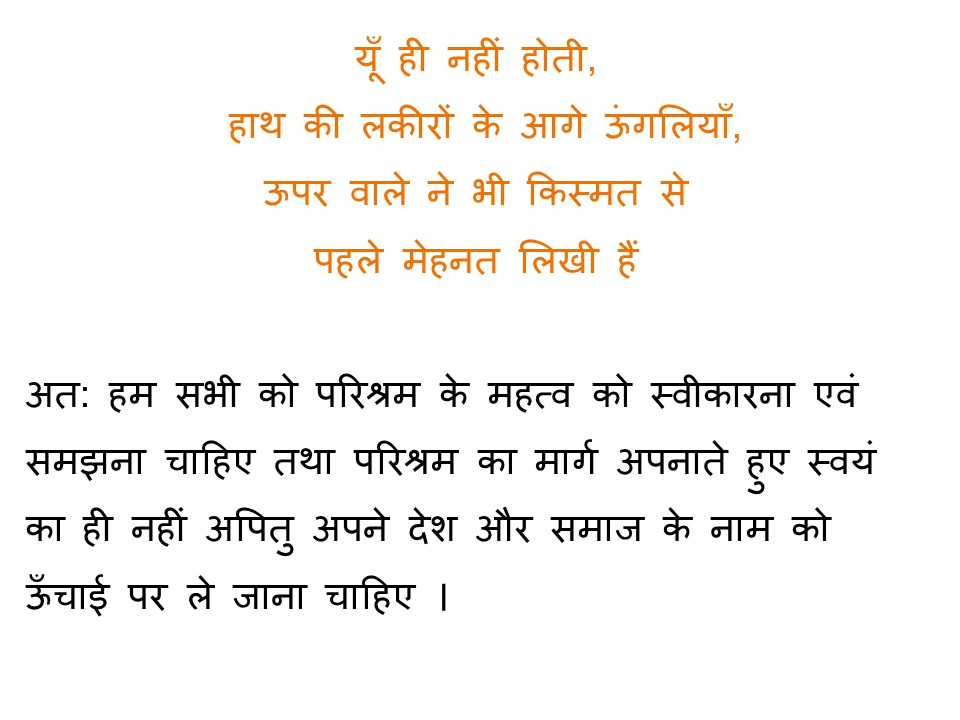 यूँ ही नहीं होती,
हाथ की लकीरों के आगे ऊंगलियाँ,
ऊपर वाले ने भी किस्मत से
पहले मेहनत लिखी हैं
अत: हम सभी को परिश्रम के महत्व को स्वीकारना एवं
समझना चाहिए तथा परिश्रम का मार्ग अपनाते हुए स्वयं
का ही नहीं अपितु अपने देश और समाज के नाम को
ऊँचाई पर ले जाना चाहिए ।